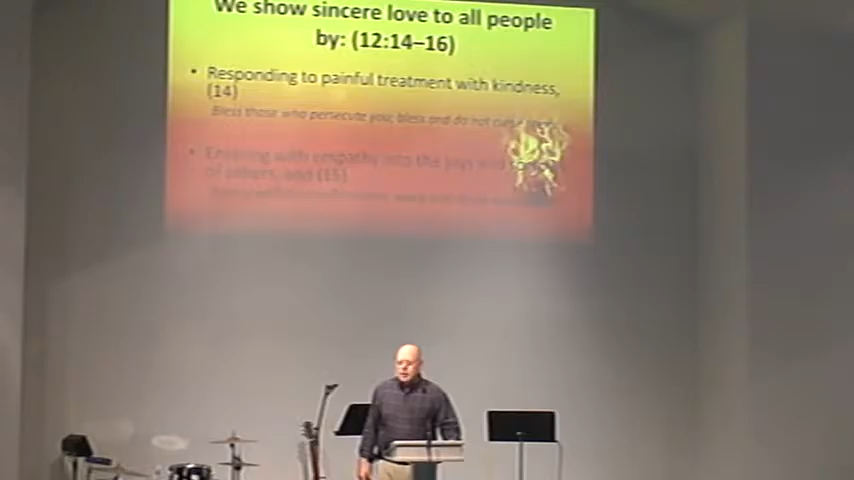 We show sincere love to all people
by: (12:14–16)
• Responding to painful treatment with kindness,
(14)
Bless those who persecute you; bless and do not curse
• Entering with empathy into the joys and
of others, and (15)